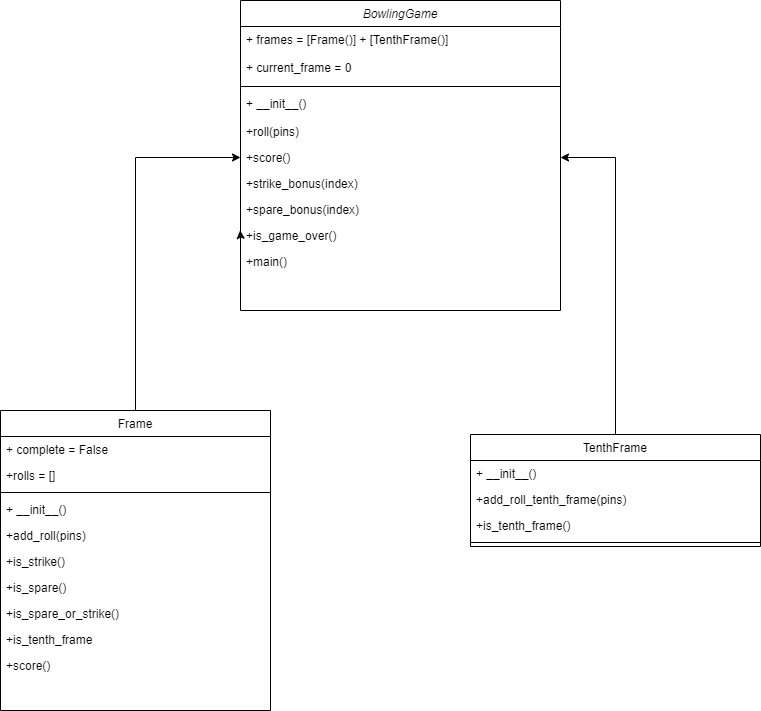 BowlingGame
+ frames = [Frame()] + [TenthFrame()]
+ current_frame = 0
+ __init__()
+roll(pins)
+score()
+strike_bonus(index)
+spare_bonus(index)
+is_game_over()
+main()
Frame
+ complete = False
+rolls = []
+ __init__()
+add_roll(pins)
+is_strike()
+is_spare()
+is_spare_or_strike()
+is_tenth_frame
+score()
TenthFrame
+ __init__()
+add_roll_tenth_frame(pins)
+is_tenth_frame()